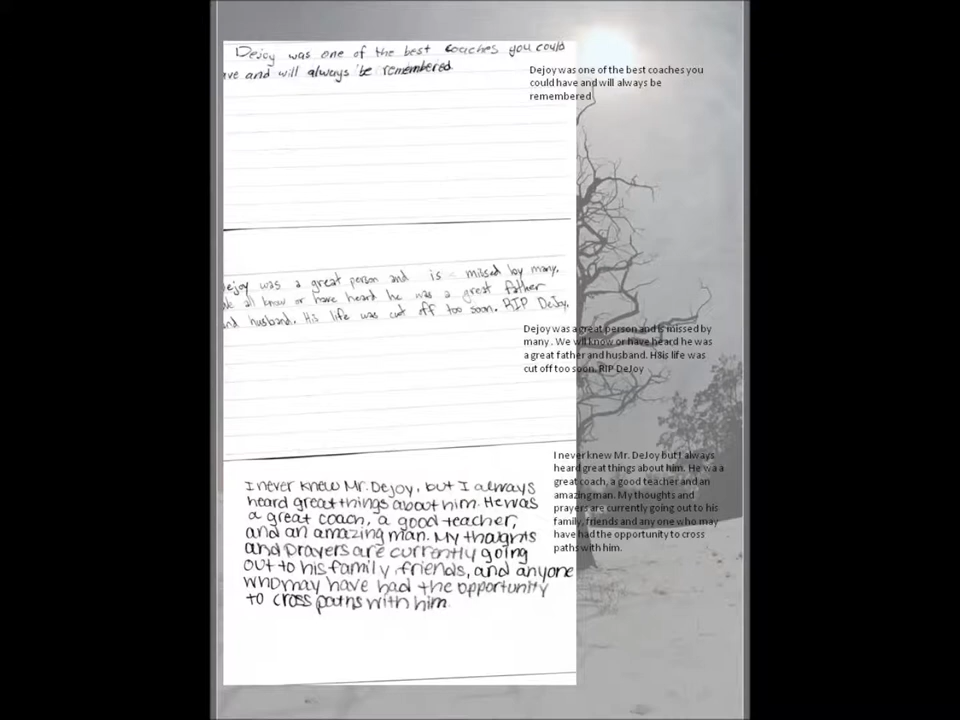 Dejoy was one of the best coaches you could
ave and will always be remembered
Dejoy was one of the best coaches you
could have and will always be
remembered
Dejoy was a great person and is missed by many.
all know or have heard he was a great father
nd husband. His life was cut off too soon. RIP DeJoy.
Dejoy was a great person and is missed by
many . We wll know or have heard he was
a great father and husband. H8is life was
cut off too soon. RIP DeJoy
I never knew Mr. Dejoy, but I always
heard great things about him. He was
a great coach, a good teacher,
and an amazing man. My thoughts
and prayers are currently going
out to his family, friends, and anyone
who may have had the opportunity
to cross paths with him.
I never knew Mr. DeJoy but I always
heard great things about him. He wa a
great coach, a good teacher and an
amazing man. My thoughts and
prayers are currently going out to his
family, friends and any one who may
have had the opportunity to cross
paths with him.